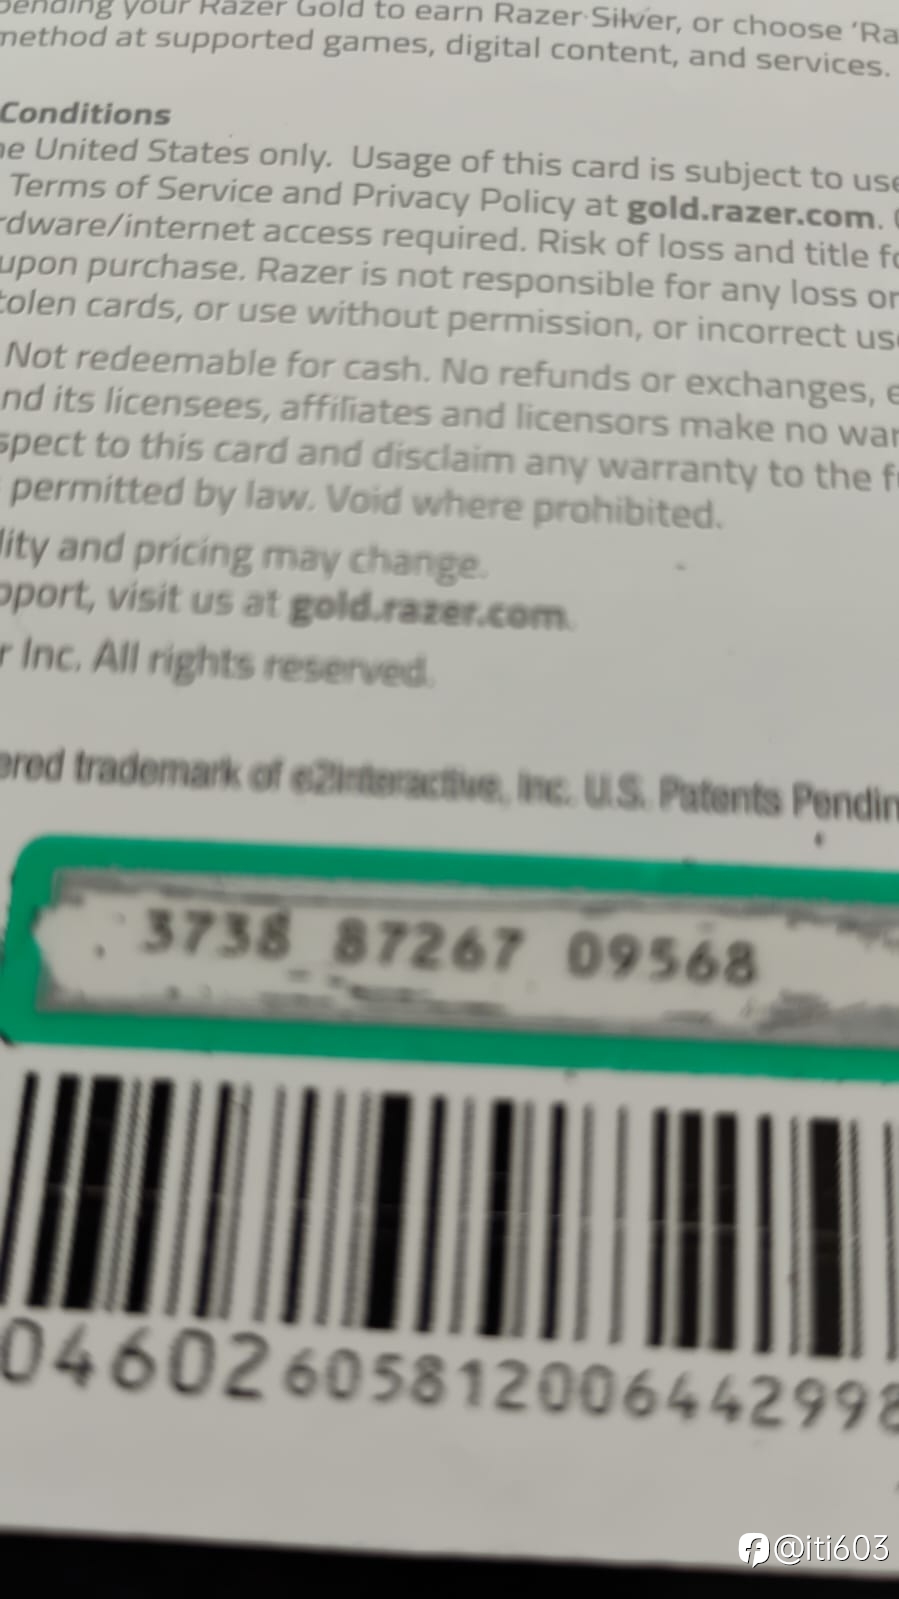 pending your Razer Gold to earn Razer Silver, or choose 'Ra
method at supported games, digital content, and services.
Conditions
he United States only. Usage of this card is subject to use
Terms of Service and Privacy Policy at gold.razer.com.
rdware/internet access required. Risk of loss and title fo
upon purchase. Razer is not responsible for any loss or
tolen cards, or use without permission, or incorrect us
Not redeemable for cash. No refunds or exchanges, e
nd its licensees, affiliates and licensors make no war
spect to this card and disclaim any warranty to the f
permitted by law. Void where prohibited.
lity and pricing may change.
pport, visit us at gold.razer.com.
r Inc. All rights reserved.
ered trademark of e2interactive, Inc. U.S. Patents Pendin
3738 87267 09568
04602605812006442998
@iti603